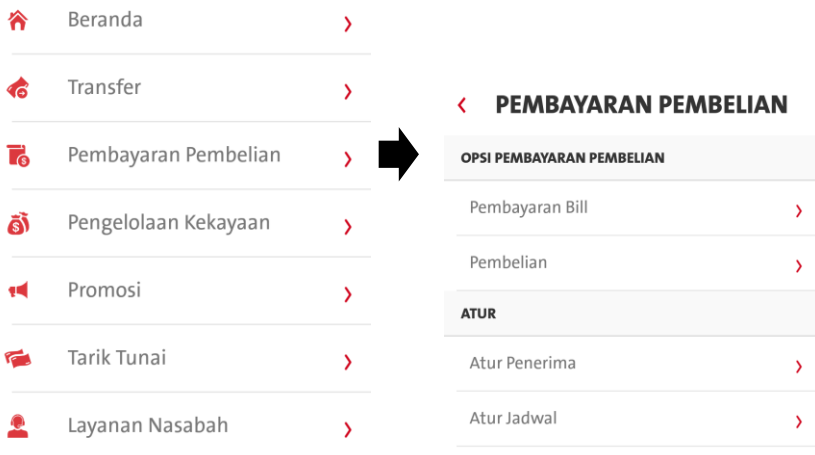 Beranda
Transfer
Pembayaran Pembelian
Pengelolaan Kekayaan
Promosi
Tarik Tunai
Layanan Nasabah
PEMBAYARAN PEMBELIAN
OPSI PEMBAYARAN PEMBELIAN
Pembayaran Bill
Pembelian
ATUR
Atur Penerima
Atur Jadwal